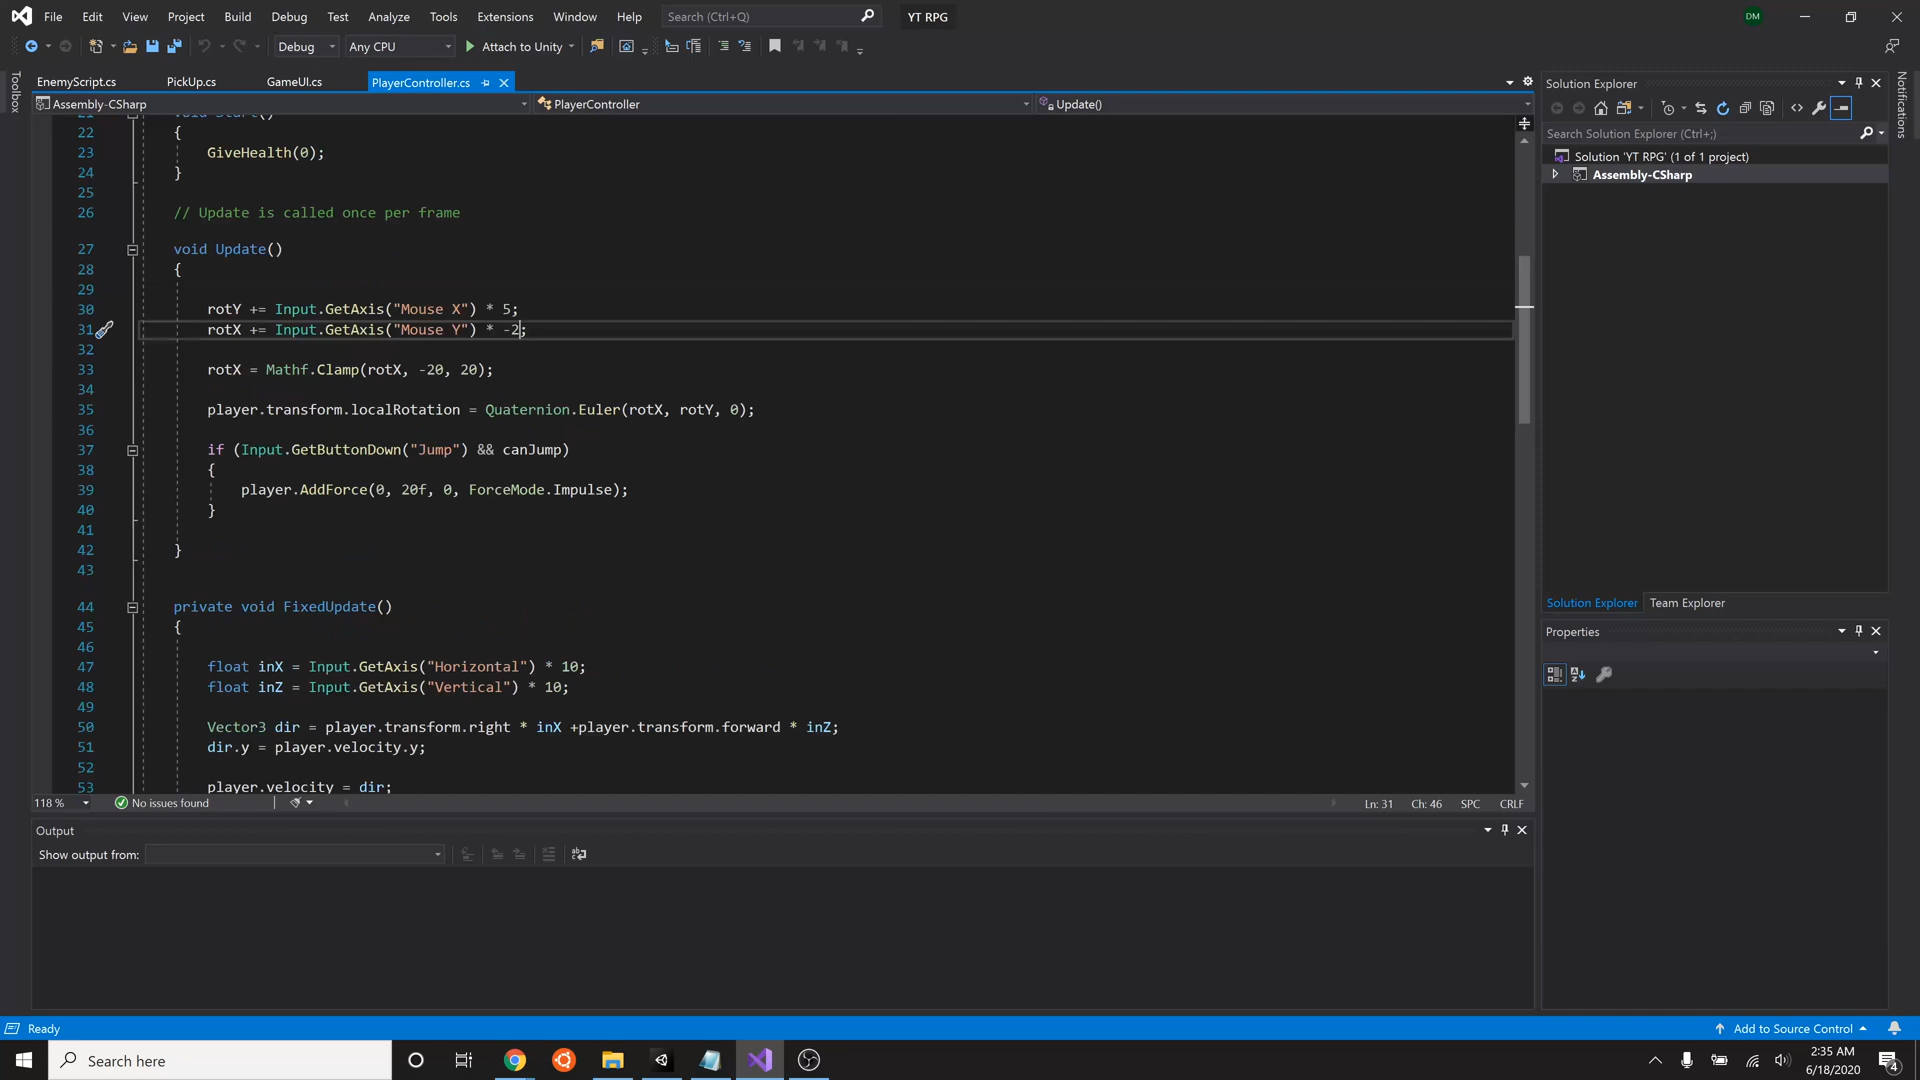 File Edit View Project Build Debug Test Analyze Tools Extensions Window Help Search (Ctrl+Q) YT RPG DM
Debug Any CPU Attach to Unity
Toolbox
EnemyScript.cs PickUp.cs GameUI.cs PlayerController.cs
Assembly-CSharp PlayerController Update()
22 {
23 GiveHealth(0);
24 }
25
26 // Update is called once per frame
27 void Update()
28 {
29
30 rotY += Input.GetAxis("Mouse X") * 5;
31 rotX += Input.GetAxis("Mouse Y") * -2;
32
33 rotX = Mathf.Clamp(rotX, -20, 20);
34
35 player.transform.localRotation = Quaternion.Euler(rotX, rotY, 0);
36
37 if (Input.GetButtonDown("Jump") && canJump)
38 {
39 player.AddForce(0, 20f, 0, ForceMode.Impulse);
40 }
41
42 }
43
44 private void FixedUpdate()
45 {
46
47 float inX = Input.GetAxis("Horizontal") * 10;
48 float inZ = Input.GetAxis("Vertical") * 10;
49
50 Vector3 dir = player.transform.right * inX +player.transform.forward * inZ;
51 dir.y = player.velocity.y;
52
53 player.velocity = dir;
118 % No issues found Ln: 31 Ch: 46 SPC CRLF
Output
Show output from:
Solution Explorer
Search Solution Explorer (Ctrl+;)
Solution 'YT RPG' (1 of 1 project)
Assembly-CSharp
Solution Explorer Team Explorer
Properties
Notifications
Ready Add to Source Control
Search here
2:35 AM
6/18/2020
4